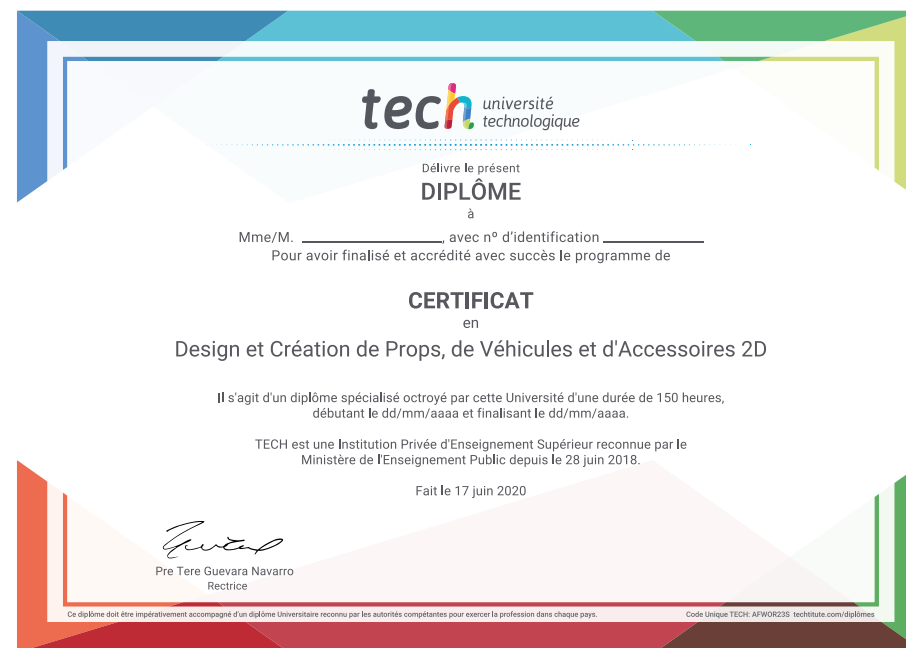 tech université
technologique
Délivre le présent
DIPLÔME
à
Mme/M. ____________________, avec nº d'identification ______________
Pour avoir finalisé et accrédité avec succès le programme de
CERTIFICAT
en
Design et Création de Props, de Véhicules et d'Accessoires 2D
Il s'agit d'un diplôme spécialisé octroyé par cette Université d'une durée de 150 heures,
débutant le dd/mm/aaaa et finalisant le dd/mm/aaaa.
TECH est une Institution Privée d'Enseignement Supérieur reconnue par le
Ministère de l'Enseignement Public depuis le 28 juin 2018.
Fait le 17 juin 2020
Pre Tere Guevara Navarro
Rectrice
Ce diplôme doit être impérativement accompagné d'un diplôme Universitaire reconnu par les autorités compétentes pour exercer la profession dans chaque pays.
Code Unique TECH: AFWOR23S techtitute.com/diplômes